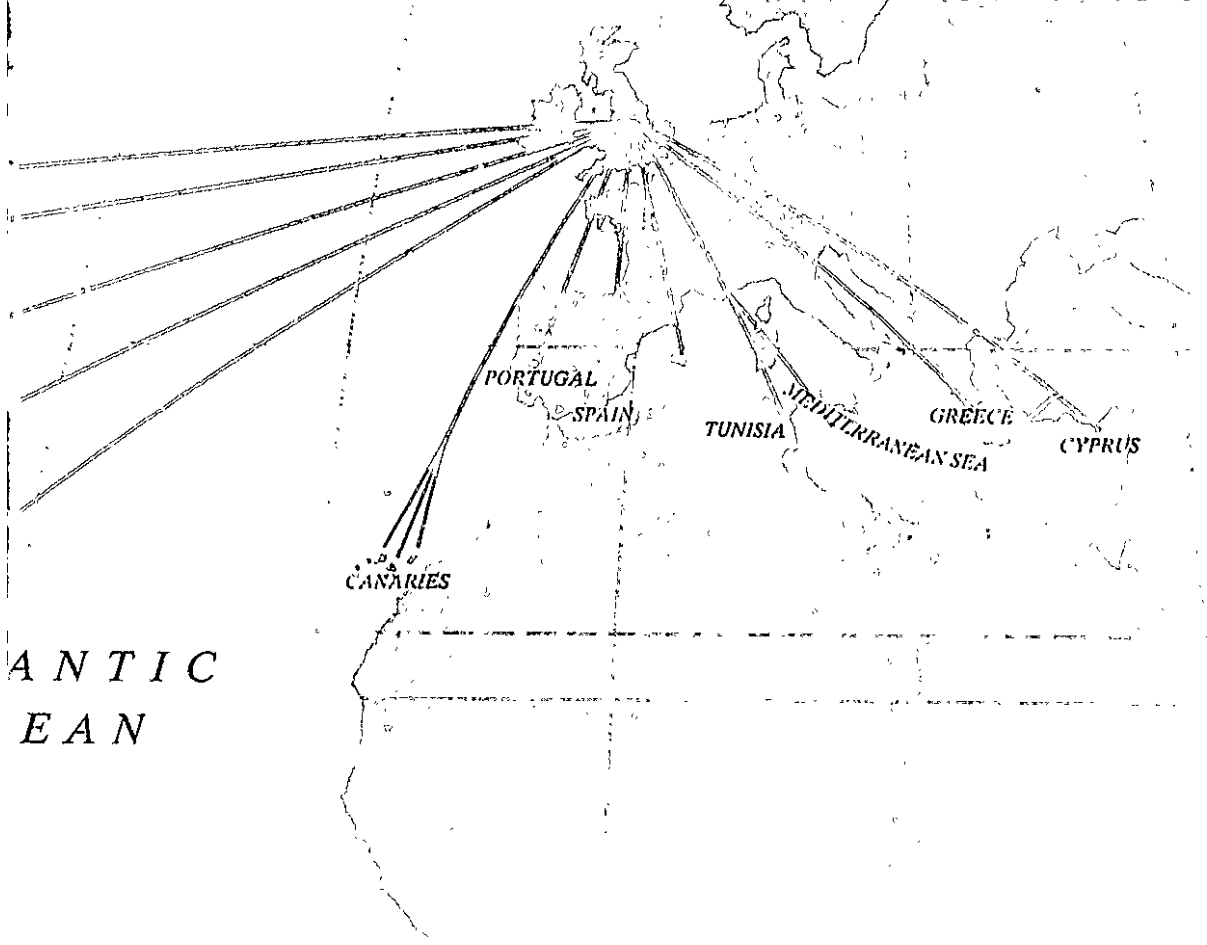 PORTUGAL
SPAIN
TUNISIA
MEDITERRANEAN SEA
GREECE
CYPRUS
CANARIES
ANTIC
EAN